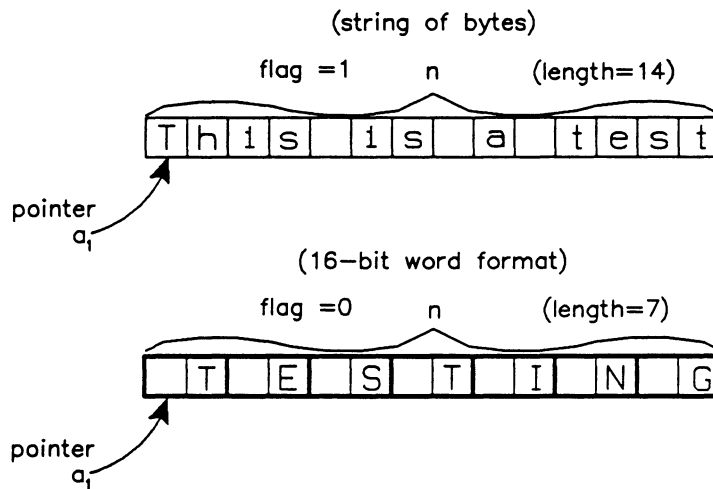 (string of bytes)
flag =1 n (length=14)
This is a test
pointer
a₁
(16-bit word format)
flag =0 n (length=7)
T E S T I N G
pointer
a₁